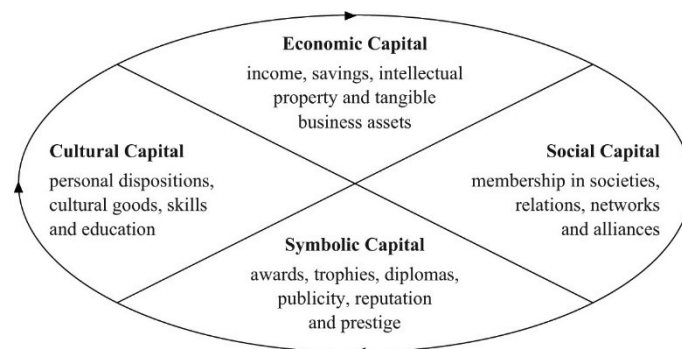 Economic Capital
income, savings, intellectual
property and tangible
business assets
Cultural Capital
personal dispositions,
cultural goods, skills
and education
Social Capital
membership in societies,
relations, networks
and alliances
Symbolic Capital
awards, trophies, diplomas,
publicity, reputation
and prestige